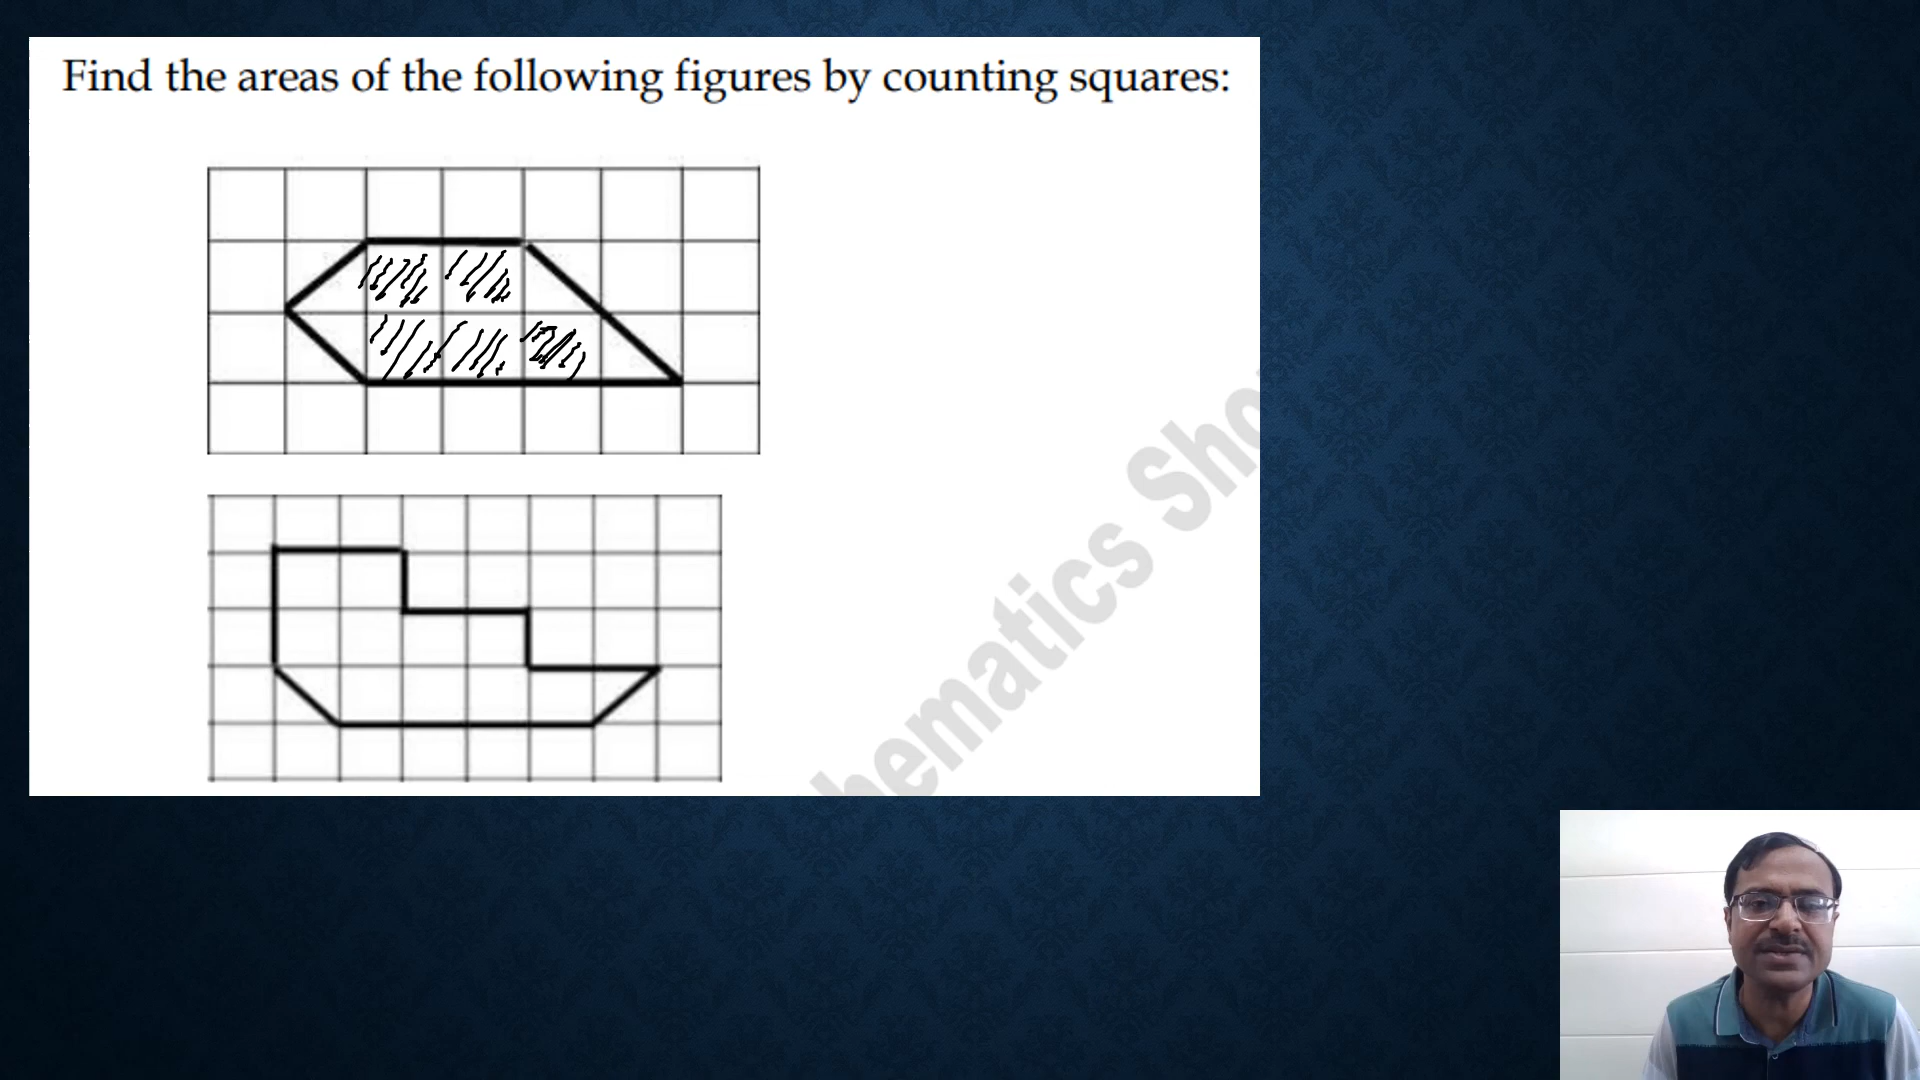 Find the areas of the following figures by counting squares: